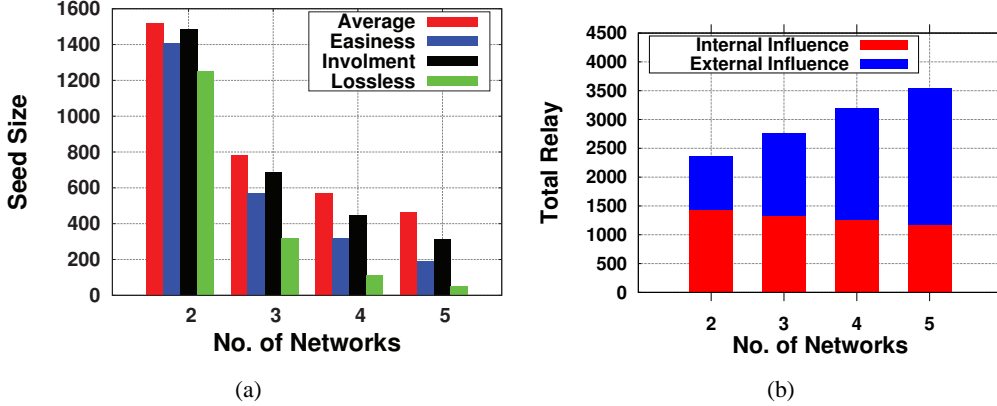 1600
1400
1200
1000
800
600
400
200
0
Seed Size
Average
Easiness
Involment
Lossless
2 3 4 5
No. of Networks
(a)
4500
4000
3500
3000
2500
2000
1500
1000
500
0
Total Relay
Internal Influence
External Influence
2 3 4 5
No. of Networks
(b)